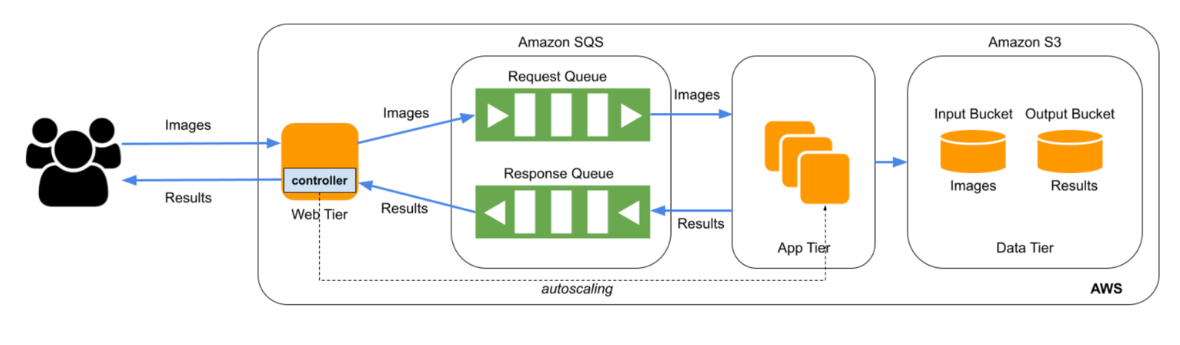 Amazon SQS
Amazon S3
Request Queue
Images
Images
Images
Input Bucket
Output Bucket
controller
Response Queue
Images
Results
Results
Web Tier
Results
Results
App Tier
Data Tier
autoscaling
AWS